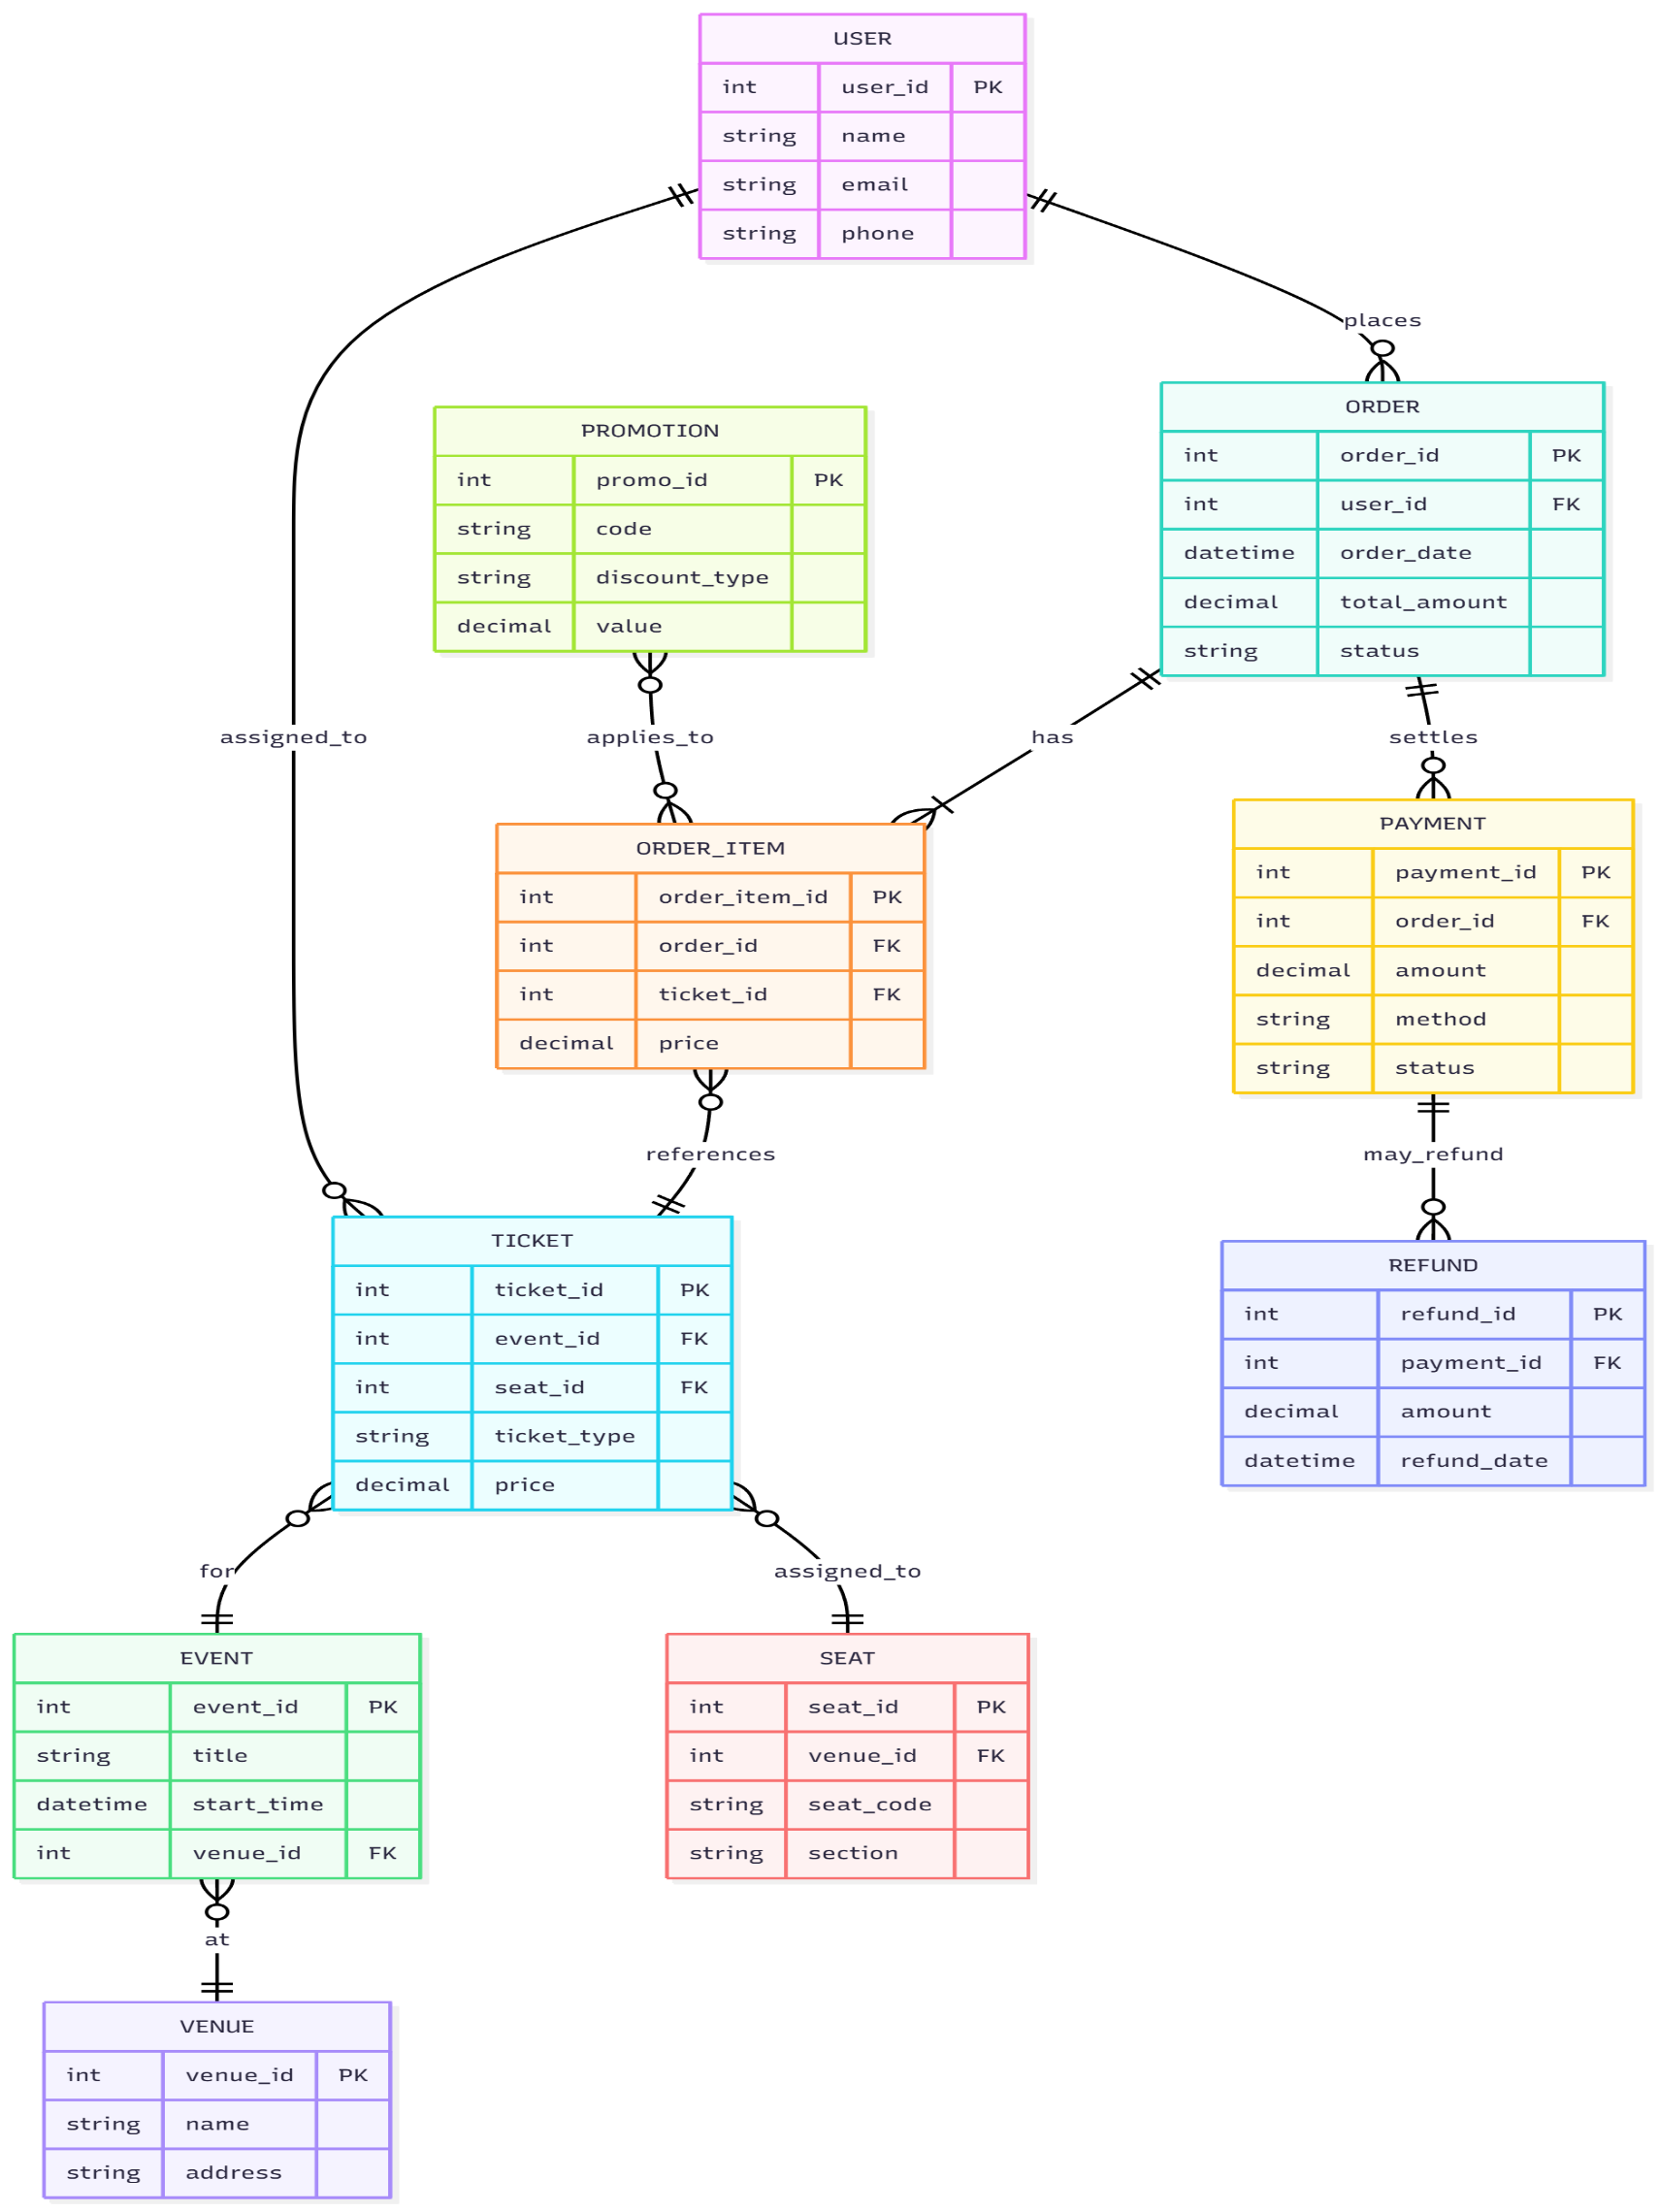 USER
int user_id PK
string name
string email
string phone
places
PROMOTION
int promo_id PK
string code
string discount_type
decimal value
ORDER
int order_id PK
int user_id FK
datetime order_date
decimal total_amount
string status
assigned_to
applies_to
has
settles
ORDER_ITEM
int order_item_id PK
int order_id FK
int ticket_id FK
decimal price
PAYMENT
int payment_id PK
int order_id FK
decimal amount
string method
string status
references
may_refund
TICKET
int ticket_id PK
int event_id FK
int seat_id FK
string ticket_type
decimal price
REFUND
int refund_id PK
int payment_id FK
decimal amount
datetime refund_date
for
assigned_to
EVENT
int event_id PK
string title
datetime start_time
int venue_id FK
SEAT
int seat_id PK
int venue_id FK
string seat_code
string section
at
VENUE
int venue_id PK
string name
string address